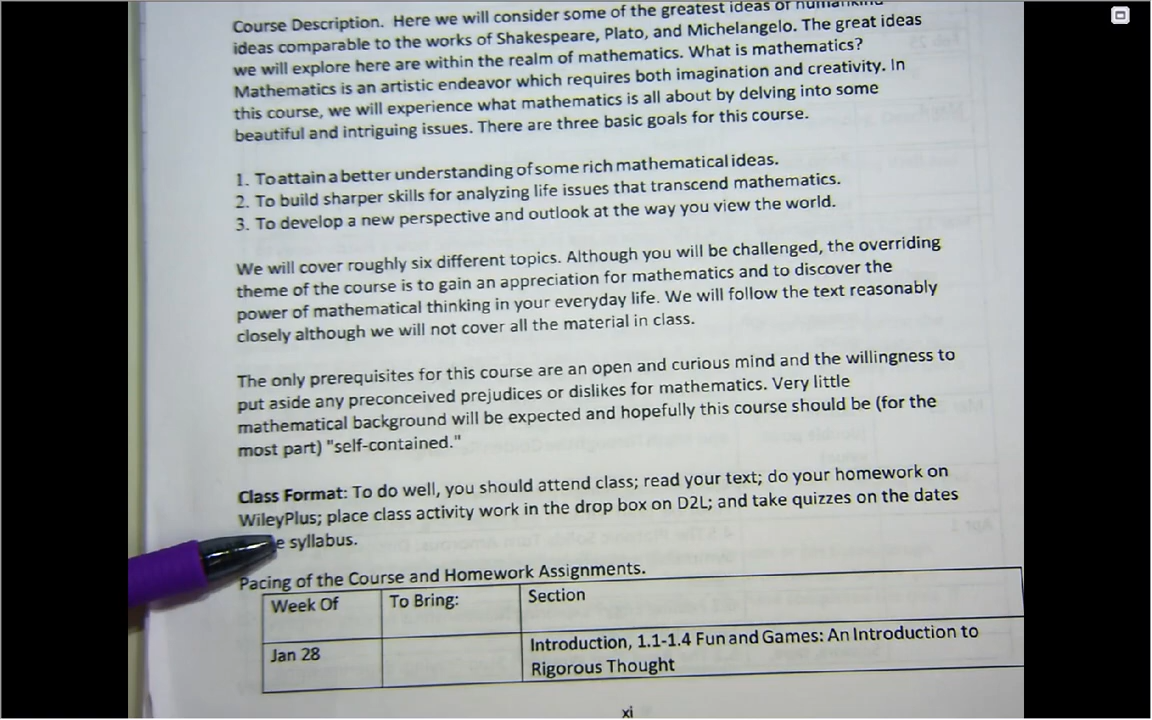 Course Description. Here we will consider some of the greatest ideas of humankind
ideas comparable to the works of Shakespeare, Plato, and Michelangelo. The great ideas
we will explore here are within the realm of mathematics. What is mathematics?
Mathematics is an artistic endeavor which requires both imagination and creativity. In
this course, we will experience what mathematics is all about by delving into some
beautiful and intriguing issues. There are three basic goals for this course.
1. To attain a better understanding of some rich mathematical ideas.
2. To build sharper skills for analyzing life issues that transcend mathematics.
3. To develop a new perspective and outlook at the way you view the world.
We will cover roughly six different topics. Although you will be challenged, the overriding
theme of the course is to gain an appreciation for mathematics and to discover the
power of mathematical thinking in your everyday life. We will follow the text reasonably
closely although we will not cover all the material in class.
The only prerequisites for this course are an open and curious mind and the willingness to
put aside any preconceived prejudices or dislikes for mathematics. Very little
mathematical background will be expected and hopefully this course should be (for the
most part) "self-contained."
Class Format: To do well, you should attend class; read your text; do your homework on
WileyPlus; place class activity work in the drop box on D2L; and take quizzes on the dates
syllabus.
Pacing of the Course and Homework Assignments.
Week Of To Bring: Section
Jan 28 Introduction, 1.1-1.4 Fun and Games: An Introduction to
Rigorous Thought
xi